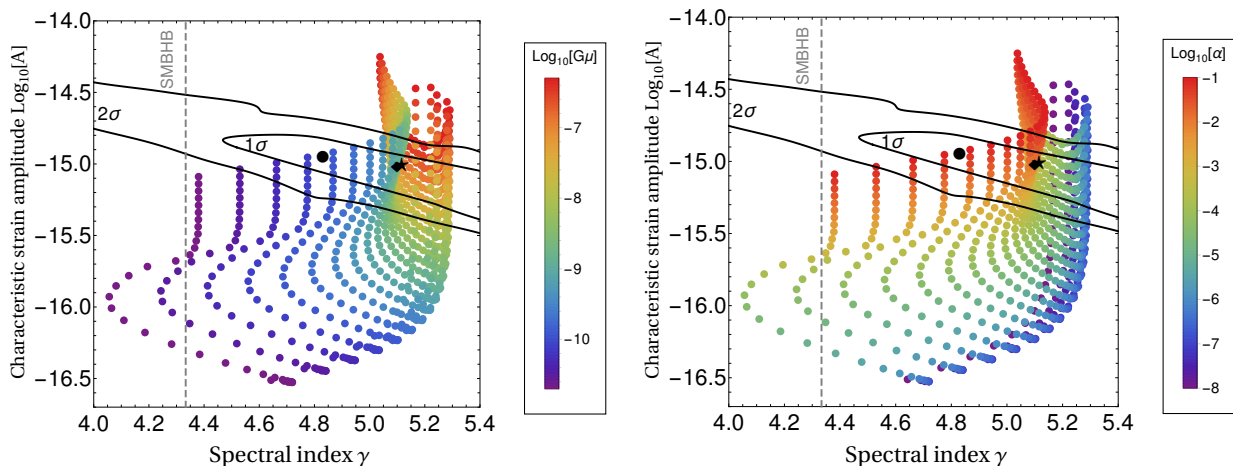 Characteristic strain amplitude Log₁₀[A]
−14.0
−14.5
−15.0
−15.5
−16.0
−16.5
SMBHB
2σ
1σ
4.0 4.2 4.4 4.6 4.8 5.0 5.2 5.4
Spectral index γ
Log₁₀[Gμ]
−7
−8
−9
−10
Characteristic strain amplitude Log₁₀[A]
−14.0
−14.5
−15.0
−15.5
−16.0
−16.5
SMBHB
2σ
1σ
4.0 4.2 4.4 4.6 4.8 5.0 5.2 5.4
Spectral index γ
Log₁₀[α]
−1
−2
−3
−4
−5
−6
−7
−8